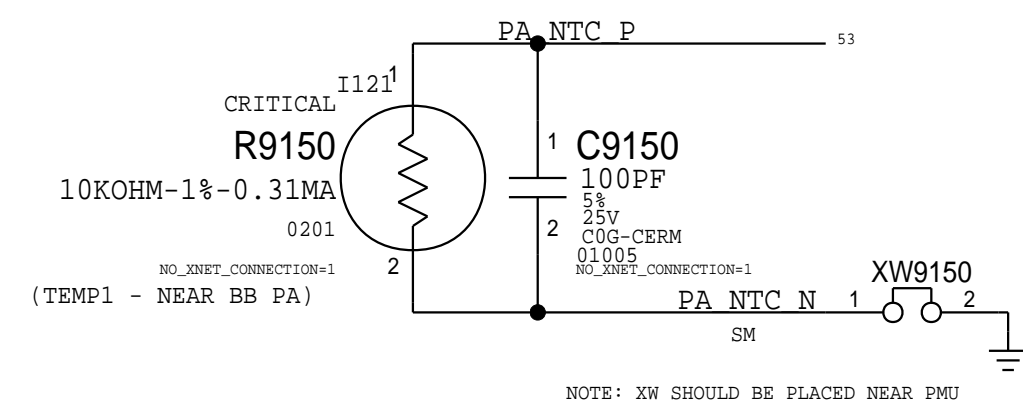 PA_NTC_P
53
I121
1
CRITICAL
R9150
10KOHM-1%-0.31MA
0201
NO_XNET_CONNECTION=1
2
(TEMP1 - NEAR BB PA)
1
C9150
100PF
5%
25V
C0G-CERM
01005
NO_XNET_CONNECTION=1
2
XW9150
PA_NTC_N
1
2
SM
NOTE: XW SHOULD BE PLACED NEAR PMU